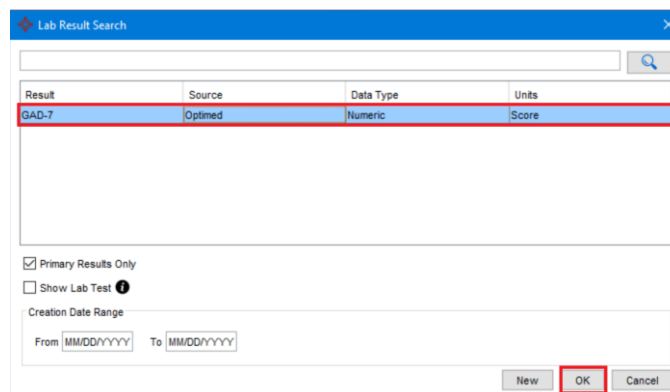 Lab Result Search
Result Source Data Type Units
GAD-7 Optimed Numeric Score
Primary Results Only
Show Lab Test i
Creation Date Range
From MM/DD/YYYY To MM/DD/YYYY
New OK Cancel